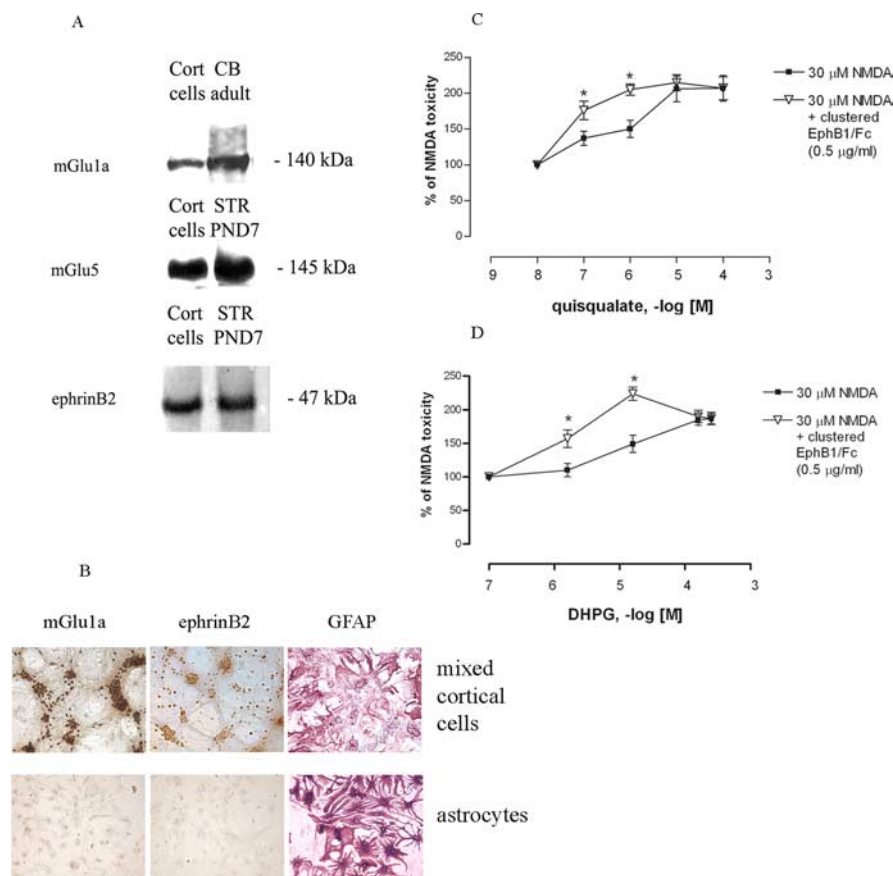 A
Cort CB
cells adult
mGlu1a
- 140 kDa
Cort STR
cells PND7
mGlu5
- 145 kDa
Cort STR
cells PND7
ephrinB2
- 47 kDa
B
mGlu1a ephrinB2 GFAP
mixed
cortical
cells
astrocytes
C
% of NMDA toxicity
250
200
150
100
50
0
9 8 7 6 5 4 3
quisqualate, -log [M]
* *
30 µM NMDA
30 µM NMDA
+ clustered
EphB1/Fc
(0.5 µg/ml)
D
% of NMDA toxicity
250
200
150
100
50
0
7 6 5 4 3
DHPG, -log [M]
* *
30 µM NMDA
30 µM NMDA
+ clustered
EphB1/Fc
(0.5 µg/ml)